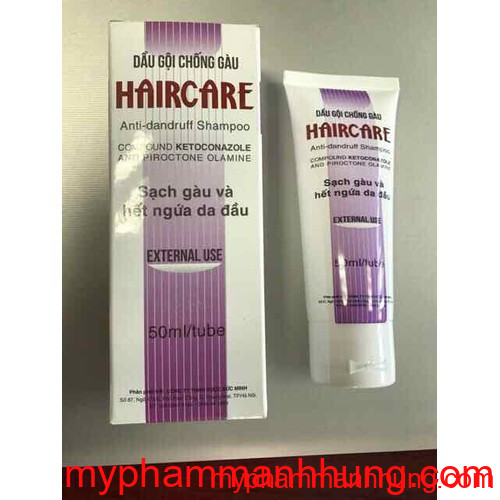 DẦU GỘI CHỐNG GÀU
HAIRCARE
Anti-dandruff Shampoo
COMPOUND KETOCONAZOLE
AND PIROCTONE OLAMINE
Sạch gàu và
hết ngứa da đầu
EXTERNAL USE
50ml/tube
DẦU GỘI CHỐNG GÀU
HAIRCARE
Anti-dandruff Shampoo
COMPOUND KETOCONAZOLE
AND PIROCTONE OLAMINE
Sạch gàu và
hết ngứa da đầu
EXTERNAL USE
50ml/tube
myphammanhhung.com
myphammanhhung.com